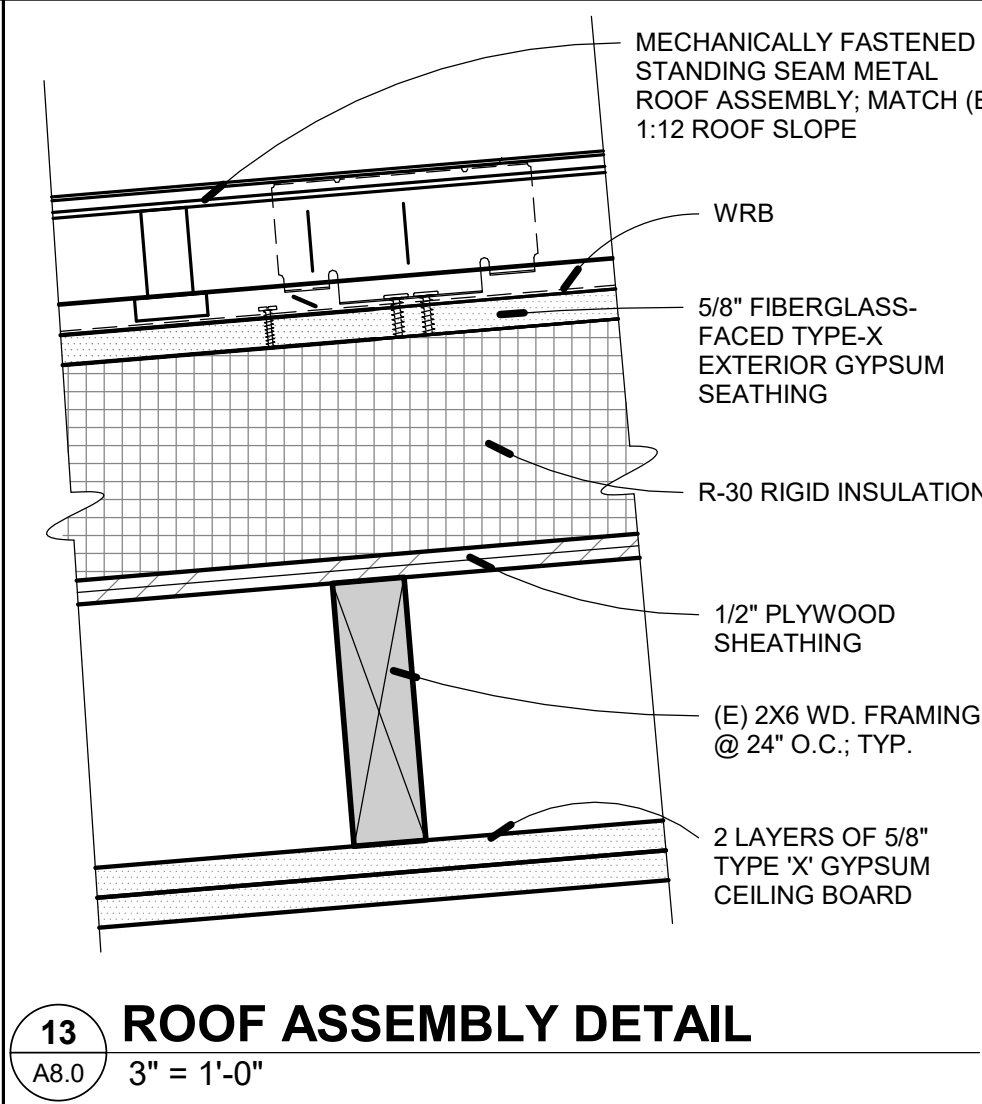 MECHANICALLY FASTENED
STANDING SEAM METAL
ROOF ASSEMBLY; MATCH (E
1:12 ROOF SLOPE
WRB
5/8" FIBERGLASS-
FACED TYPE-X
EXTERIOR GYPSUM
SEATHING
R-30 RIGID INSULATION
1/2" PLYWOOD
SHEATHING
(E) 2X6 WD. FRAMING
@ 24" O.C.; TYP.
2 LAYERS OF 5/8"
TYPE 'X' GYPSUM
CEILING BOARD
13
A8.0
ROOF ASSEMBLY DETAIL
3" = 1'-0"